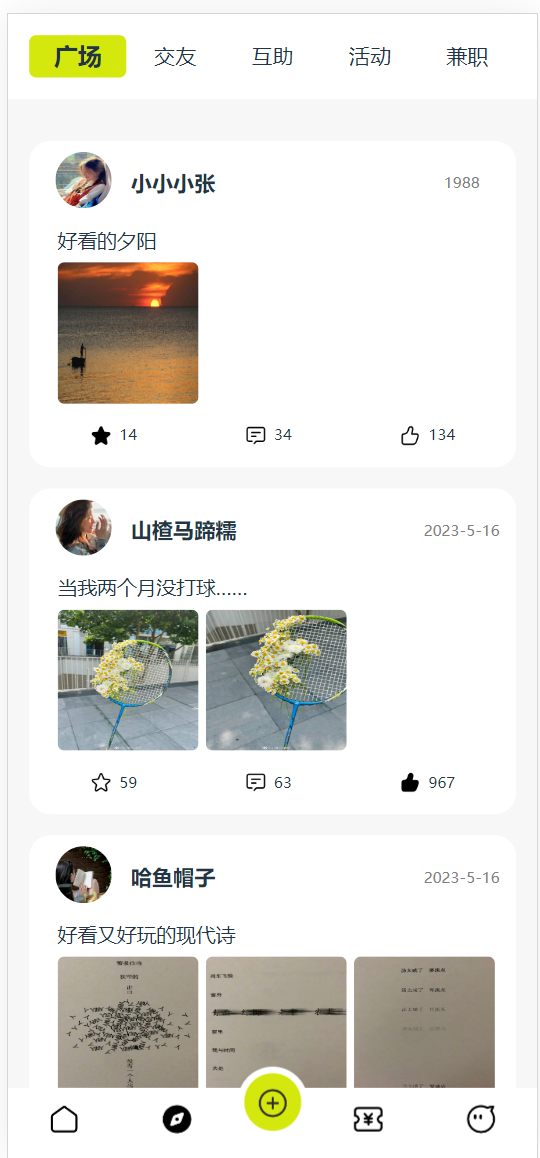 广场 交友 互助 活动 兼职
小小小张 1988
好看的夕阳
14 34 134
山楂马蹄糯 2023-5-16
当我两个月没打球......
59 63 967
哈鱼帽子 2023-5-16
好看又好玩的现代诗